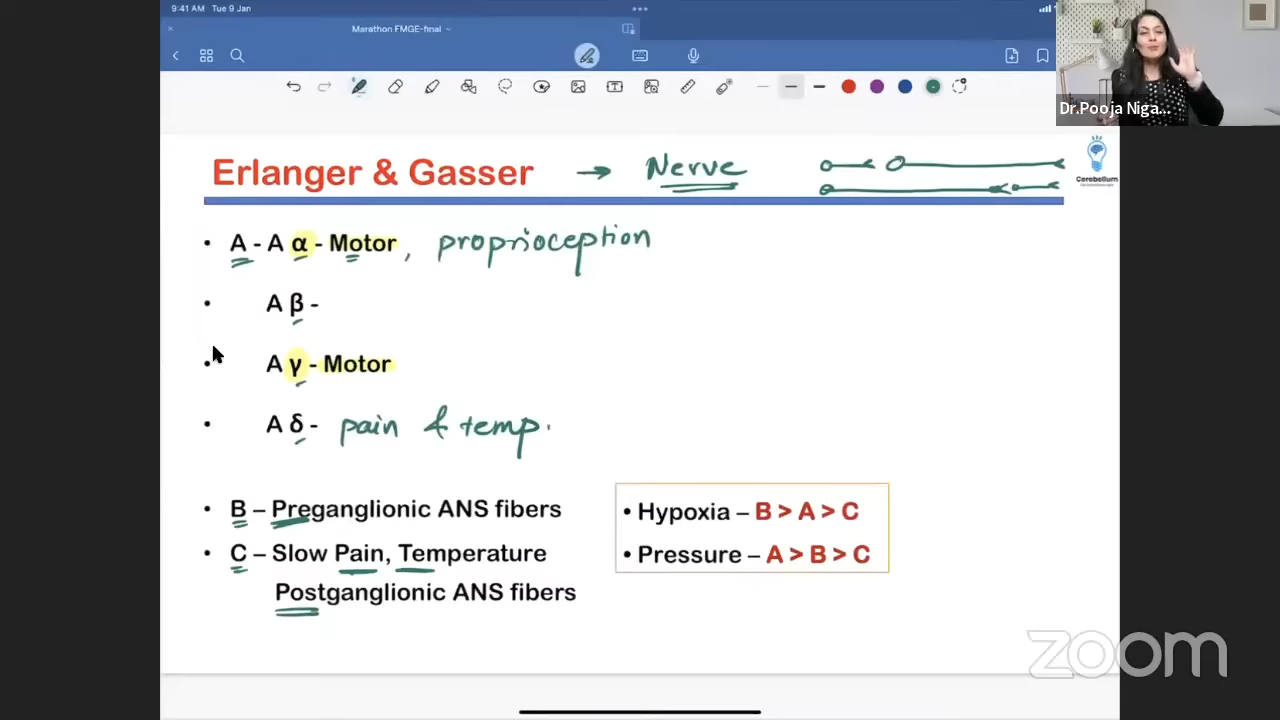 9:41 AM Tue 9 Jan
Marathon FMGE-final
Dr.Pooja Niga...
Erlanger & Gasser → Nerve
Cerebellum
• A - A α - Motor, proprioception
• A β -
• A γ - Motor
• A δ - pain & temp.
• B – Preganglionic ANS fibers
• C – Slow Pain, Temperature
Postganglionic ANS fibers
• Hypoxia – B > A > C
• Pressure – A > B > C
zoom